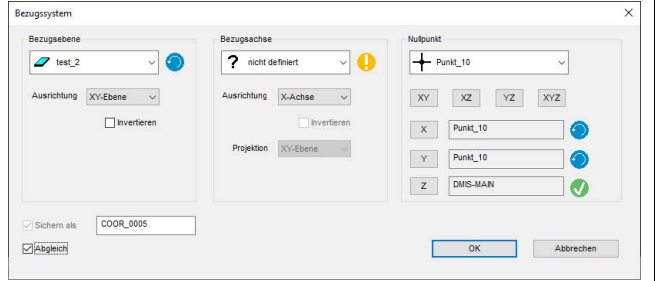 Bezugssystem
Bezugsebene
test_2
Ausrichtung XY-Ebene
Invertieren
Bezugsachse
? nicht definiert
Ausrichtung X-Achse
Invertieren
Projektion XY-Ebene
Nullpunkt
Punkt_10
XY XZ YZ XYZ
X Punkt_10
Y Punkt_10
Z DMIS-MAIN
Sichern als COOR_0005
Abgleich
OK Abbrechen